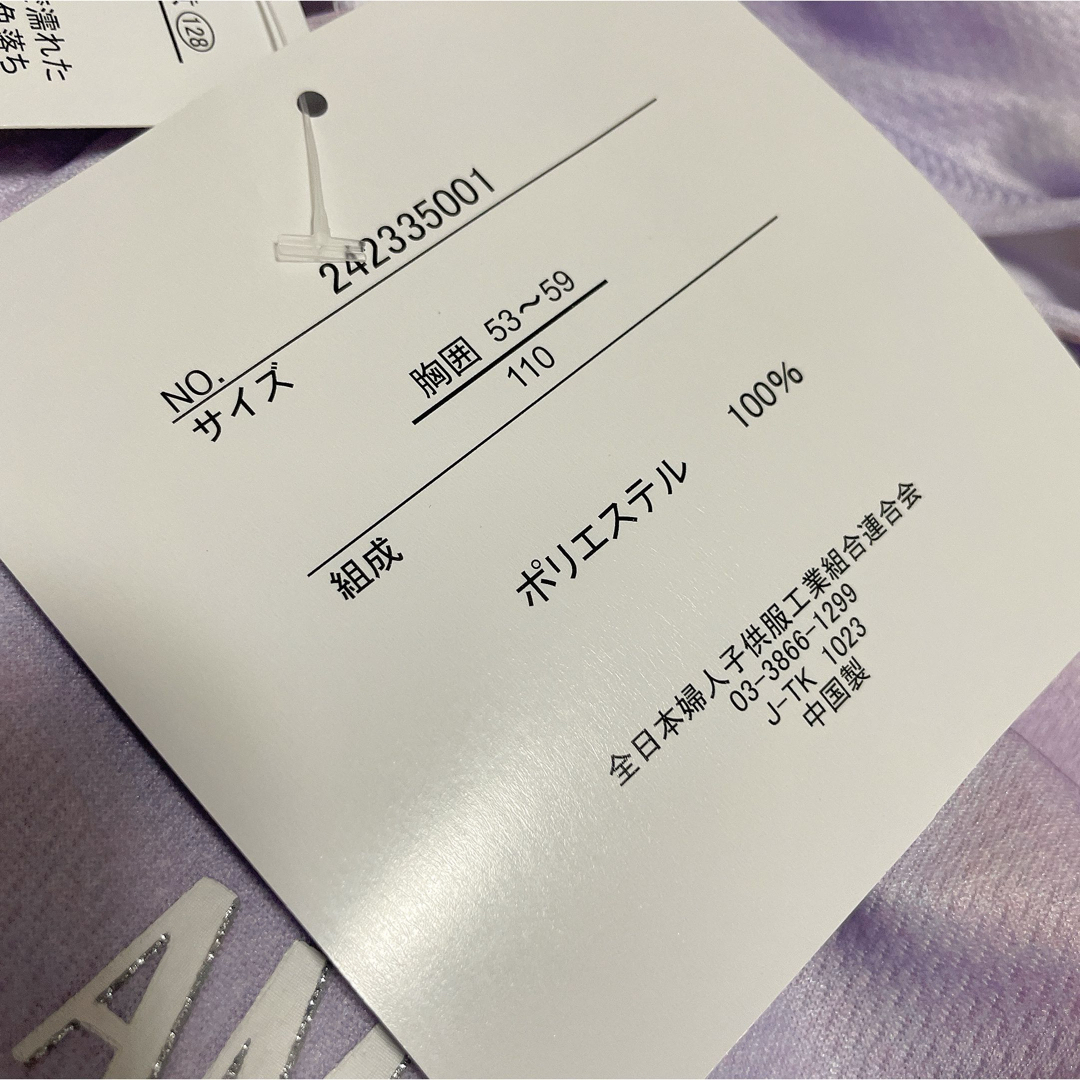 128
濡れた
色落ち
NO. 242335001
サイズ 胸囲 53～59
110
組成
ポリエステル 100%
全日本婦人子供服工業組合連合会
03-3866-1299
J-TK 1023
中国製
A